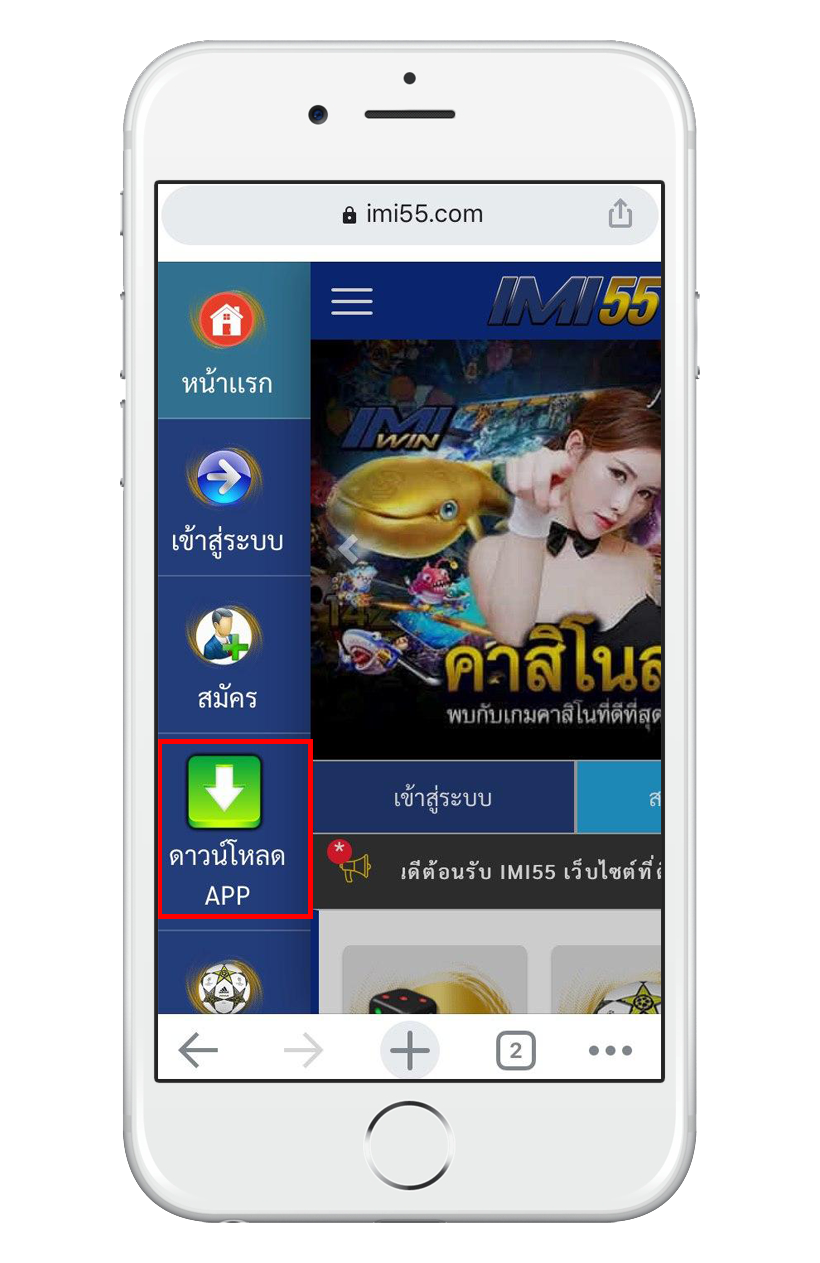 imi55.com
IMI55
หน้าแรก
เข้าสู่ระบบ
สมัคร
ดาวน์โหลด
APP
IMI
WIN
142
คาสิโนส
พบกับเกมคาสิโนที่ดีที่สุด
เข้าสู่ระบบ
ส
*
เดีต้อนรับ IMI55 เว็บไซต์ที่
2